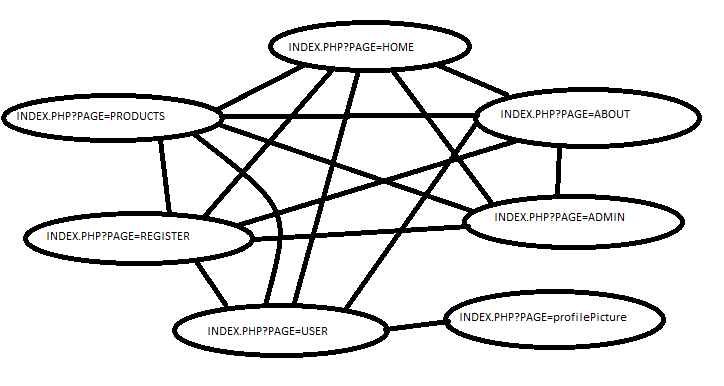 INDEX.PHP?PAGE=HOME
INDEX.PHP?PAGE=PRODUCTS
INDEX.PHP?PAGE=ABOUT
INDEX.PHP?PAGE=REGISTER
INDEX.PHP?PAGE=ADMIN
INDEX.PHP?PAGE=USER
INDEX.PHP?PAGE=profilePicture